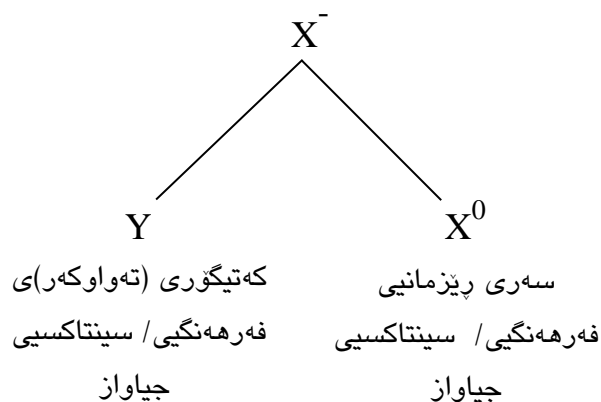 X⁻
Y X⁰
کەتیگۆری (تەواوکەر)ی سەری ڕێزمانیی
فەرهەنگیی/ سینتاکسیی فەرهەنگیی/ سینتاکسیی
جیاواز جیاواز